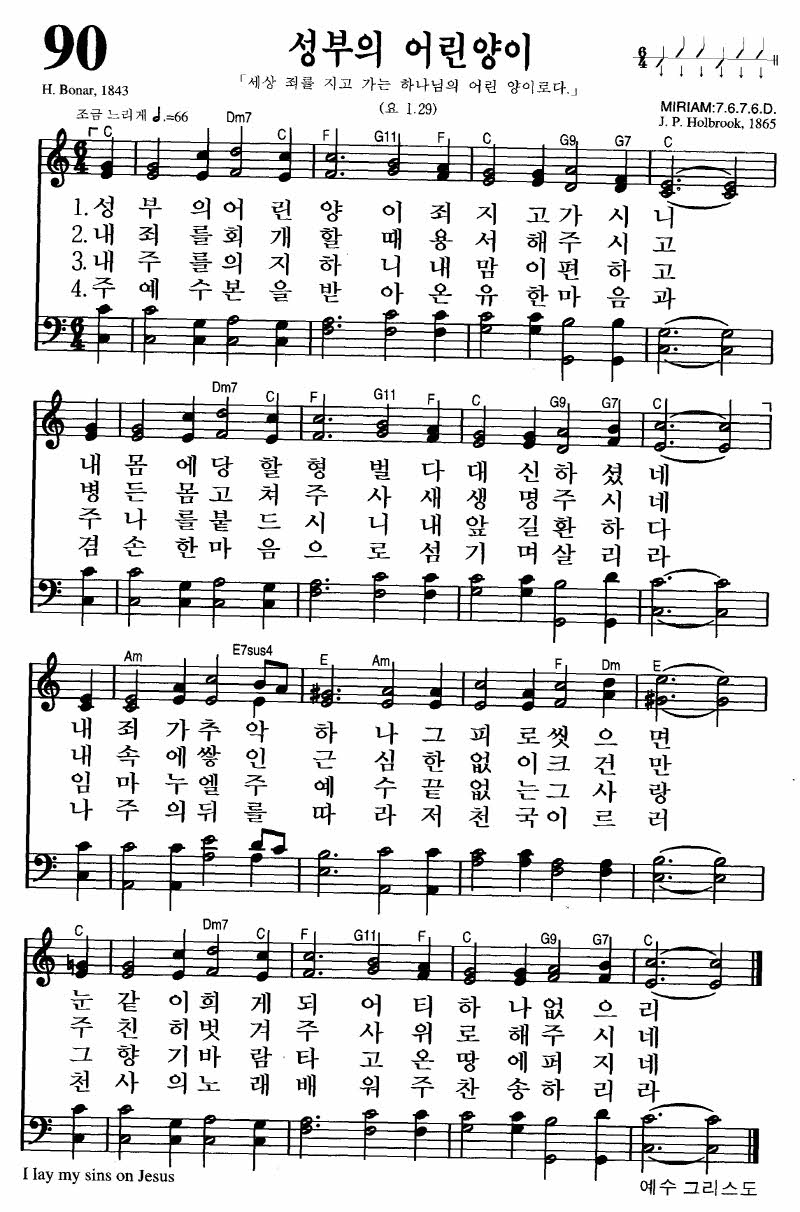 90
성부의 어린양이
6/4
H. Bonar, 1843
「세상 죄를 지고 가는 하나님의 어린 양이로다.」
(요 1.29)
MIRIAM:7.6.7.6.D.
J. P. Holbrook, 1865
조금 느리게 𝅗𝅥.=66
C Dm7 C F G11 F C G9 G7 C
1. 성 부 의 어 린 양 이 죄 지 고 가 시 니
2. 내 죄 를 회 개 할 때 용 서 해 주 시 고
3. 내 주 를 의 지 하 니 내 맘 이 편 하 고
4. 주 예 수 본 을 받 아 온 유 한 마 음 과
Dm7 C F G11 F C G9 G7 C
내 몸 에 당 할 형 벌 다 대 신 하 셨 네
병 든 몸 고 쳐 주 사 새 생 명 주 시 네
주 나 를 붙 드 시 니 내 앞 길 환 하 다
겸 손 한 마 음 으 로 섬 기 며 살 리 라
Am E7sus4 E Am F Dm E
내 죄 가 추 악 하 나 그 피 로 씻 으 면
내 속 에 쌓 인 근 심 한 없 이 크 건 만
임 마 누 엘 주 예 수 끝 없 는 그 사 랑
나 주 의 뒤 를 따 라 저 천 국 이 르 러
C Dm7 C F G11 F C G9 G7 C
눈 같 이 희 게 되 어 티 하 나 없 으 리
주 친 히 벗 겨 주 사 위 로 해 주 시 네
그 향 기 바 람 타 고 온 땅 에 퍼 지 네
천 사 의 노 래 배 워 주 찬 송 하 리 라
I lay my sins on Jesus
예수 그리스도